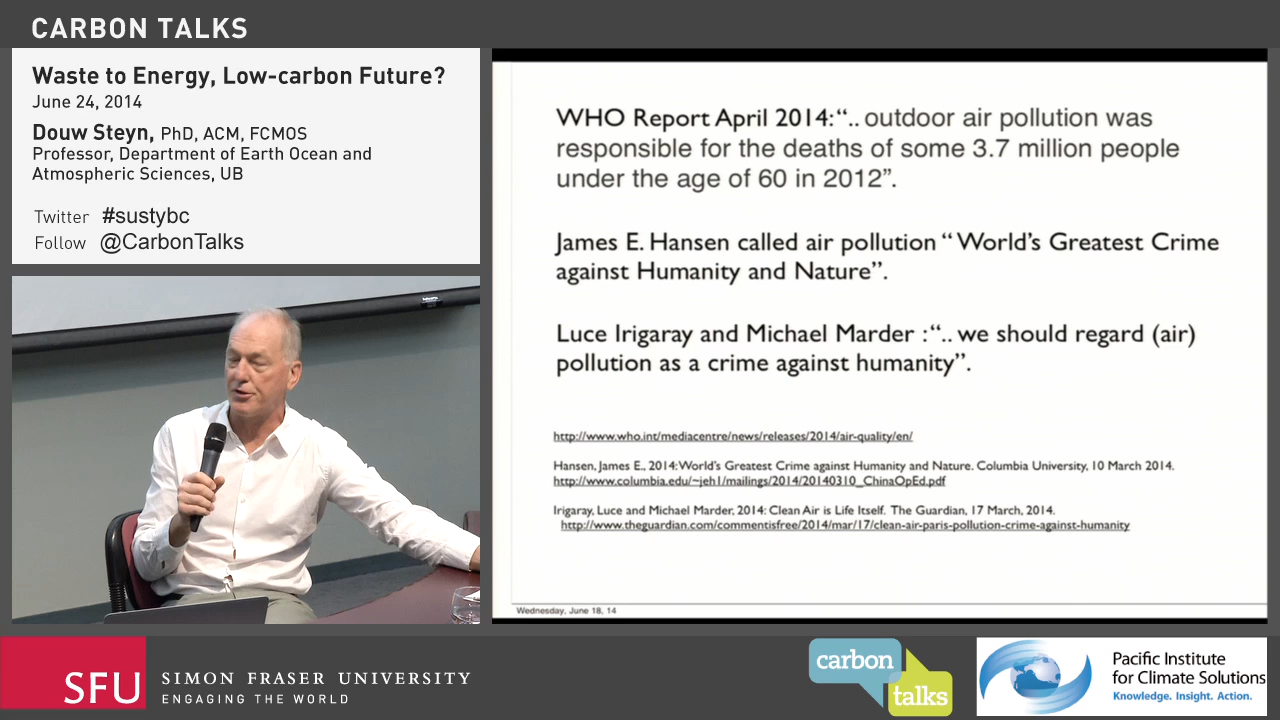 CARBON TALKS
Waste to Energy, Low-carbon Future?
June 24, 2014
Douw Steyn, PhD, ACM, FCMOS
Professor, Department of Earth Ocean and
Atmospheric Sciences, UB
Twitter #sustybc
Follow @CarbonTalks
WHO Report April 2014:“.. outdoor air pollution was
responsible for the deaths of some 3.7 million people
under the age of 60 in 2012”.
James E. Hansen called air pollution “ World’s Greatest Crime
against Humanity and Nature”.
Luce Irigaray and Michael Marder :“.. we should regard (air)
pollution as a crime against humanity”.
http://www.who.int/mediacentre/news/releases/2014/air-quality/en/
Hansen, James E., 2014: World’s Greatest Crime against Humanity and Nature. Columbia University, 10 March 2014.
http://www.columbia.edu/~jeh1/mailings/2014/20140310_ChinaOpEd.pdf
Irigaray, Luce and Michael Marder, 2014: Clean Air is Life Itself. The Guardian, 17 March, 2014.
http://www.theguardian.com/commentisfree/2014/mar/17/clean-air-paris-pollution-crime-against-humanity
Wednesday, June 18, 14
SFU
SIMON FRASER UNIVERSITY
ENGAGING THE WORLD
carbon
talks
Pacific Institute
for Climate Solutions
Knowledge. Insight. Action.